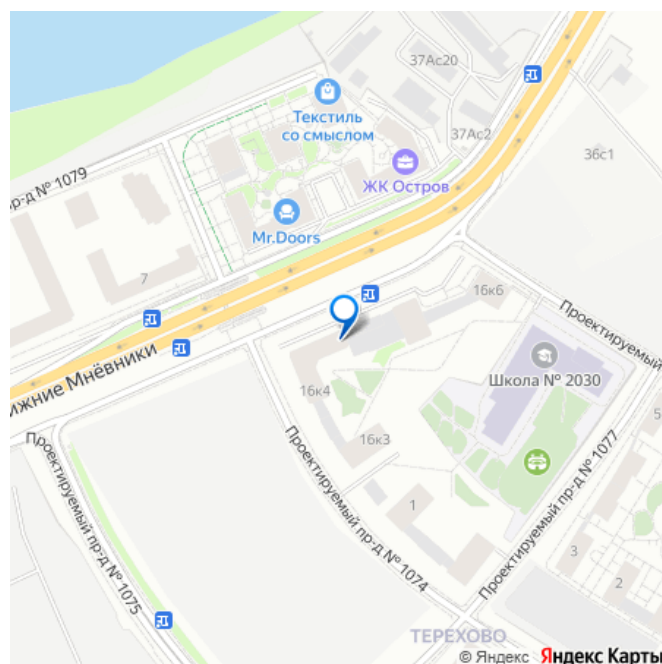 37Ас20
Текстиль
со смыслом
37Ас2
36с1
ЖК Остров
пр-д № 1079
Mr.Doors
7
16к6
Проектируемый
ижние Мнёвники
Школа № 2030
16к4
16к3
5
Проектируемый пр-д № 1077
Проектируемый пр-д № 1075
Проектируемый пр-д № 1074
1
3
2
ТЕРЕХОВО
© Яндекс Яндекс Карты